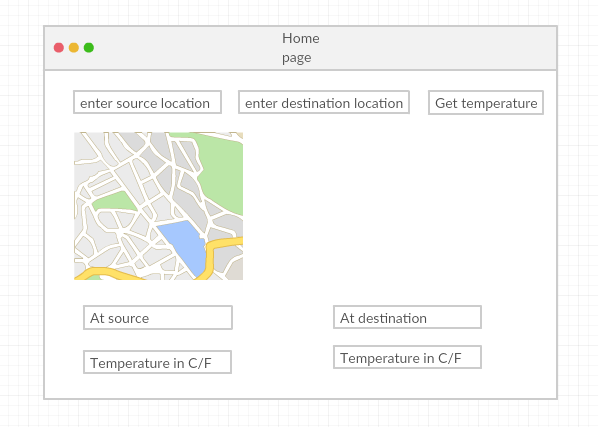 Home
page
enter source location
enter destination location
Get temperature
At source
At destination
Temperature in C/F
Temperature in C/F